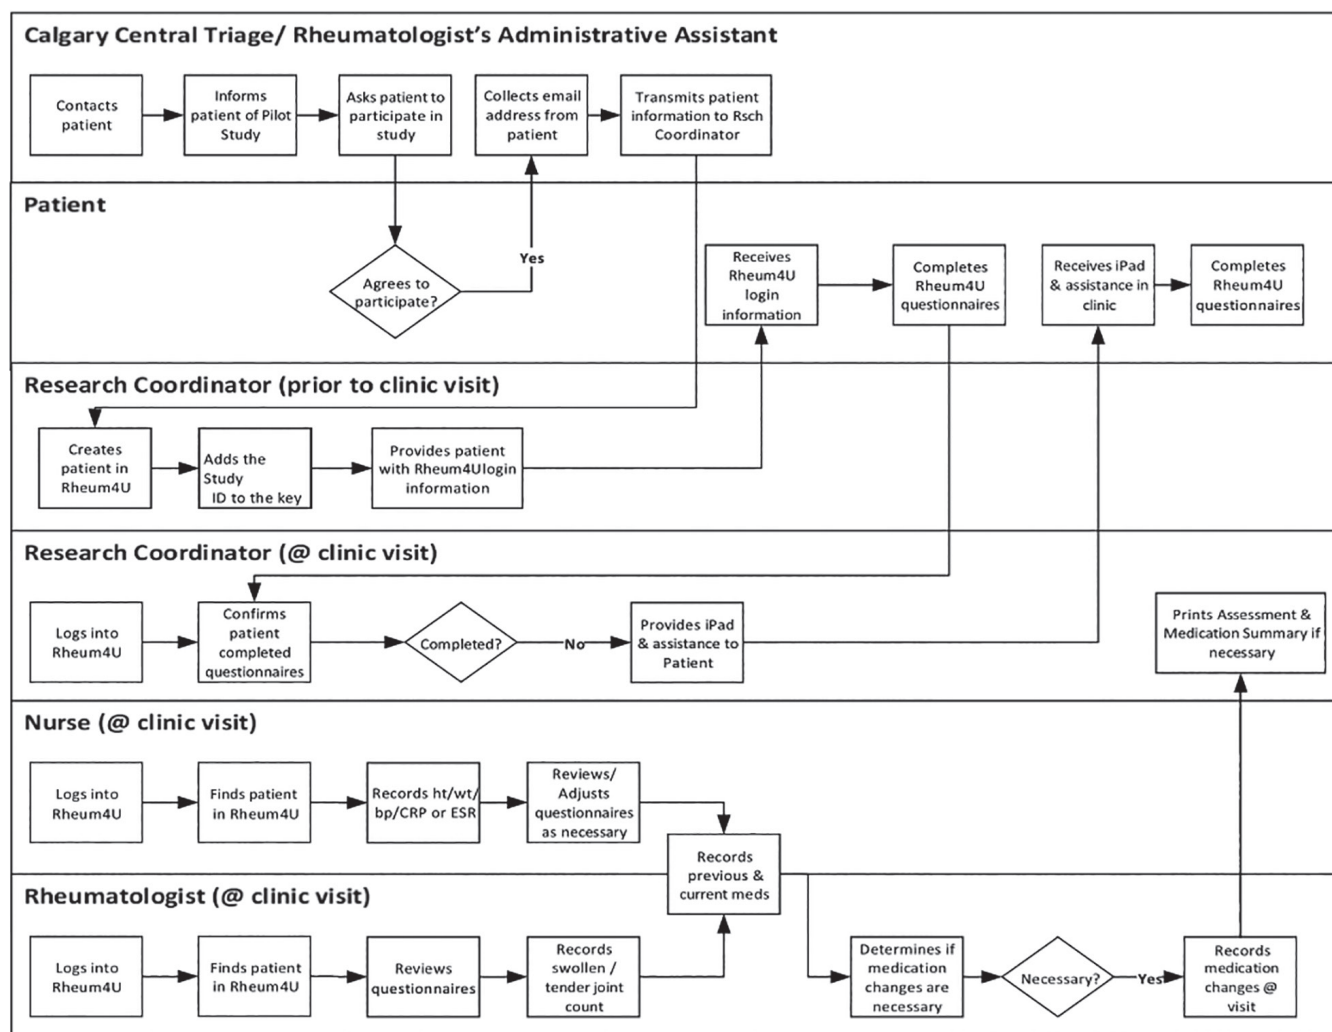 Calgary Central Triage/ Rheumatologist's Administrative Assistant
Contacts
patient
Informs
patient of Pilot
Study
Asks patient to
participate in
study
Collects email
address from
patient
Transmits patient
information to Rsch
Coordinator
Patient
Agrees to
participate?
Yes
Receives
Rheum4U
login
information
Completes
Rheum4U
questionnaires
Receives iPad
& assistance in
clinic
Completes
Rheum4U
questionnaires
Research Coordinator (prior to clinic visit)
Creates
patient in
Rheum4U
Adds the
Study
ID to the key
Provides patient
with Rheum4Ulogin
information
Research Coordinator (@ clinic visit)
Logs into
Rheum4U
Confirms
patient
completed
questionnaires
Completed?
No
Provides iPad
& assistance to
Patient
Prints Assessment &
Medication Summary if
necessary
Nurse (@ clinic visit)
Logs into
Rheum4U
Finds patient
in Rheum4U
Records ht/wt/
bp/CRP or ESR
Reviews/
Adjusts
questionnaires
as necessary
Records
previous &
current meds
Rheumatologist (@ clinic visit)
Logs into
Rheum4U
Finds patient
in Rheum4U
Reviews
questionnaires
Records
swollen /
tender joint
count
Determines if
medication
changes are
necessary
Necessary?
Yes
Records
medication
changes @
visit